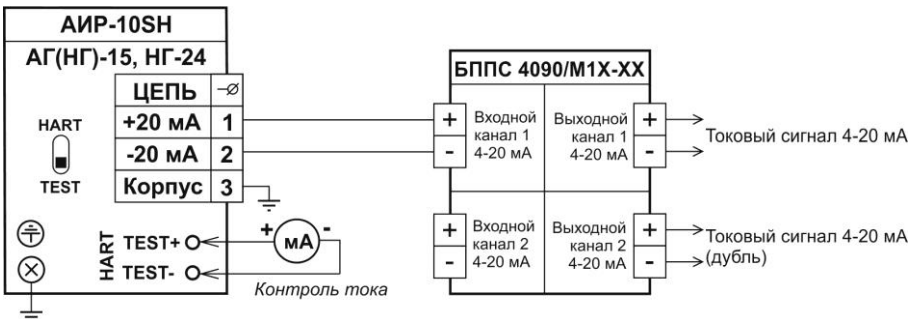 АИР-10SH
АГ(НГ)-15, НГ-24
ЦЕПЬ
+20 мА 1
-20 мА 2
Корпус 3
HART
TEST
HART
TEST+
TEST-
+ мА -
Контроль тока
БППС 4090/М1Х-ХХ
+
-
Входной
канал 1
4-20 мА
Выходной
канал 1
4-20 мА
+
-
Токовый сигнал 4-20 мА
+
-
Входной
канал 2
4-20 мА
Выходной
канал 2
4-20 мА
+
-
Токовый сигнал 4-20 мА
(дубль)